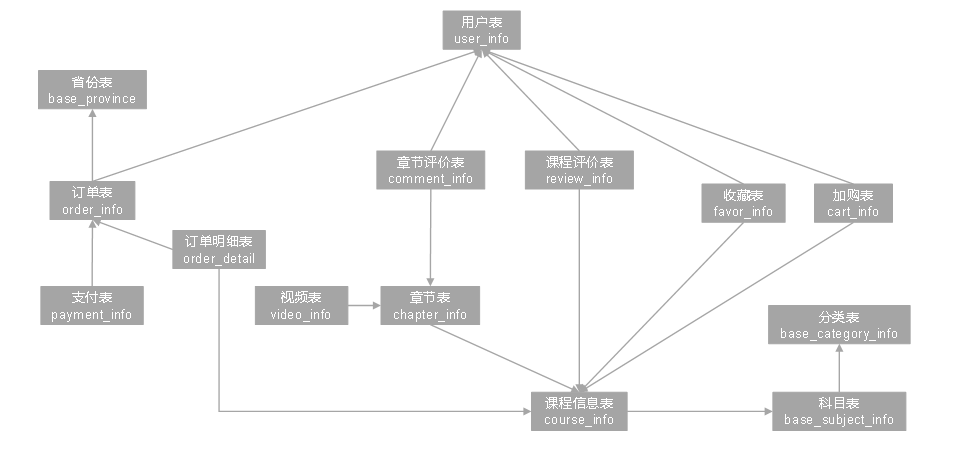 用户表
user_info
省份表
base_province
章节评价表
comment_info
课程评价表
review_info
订单表
order_info
收藏表
favor_info
加购表
cart_info
订单明细表
order_detail
支付表
payment_info
视频表
video_info
章节表
chapter_info
分类表
base_category_info
课程信息表
course_info
科目表
base_subject_info